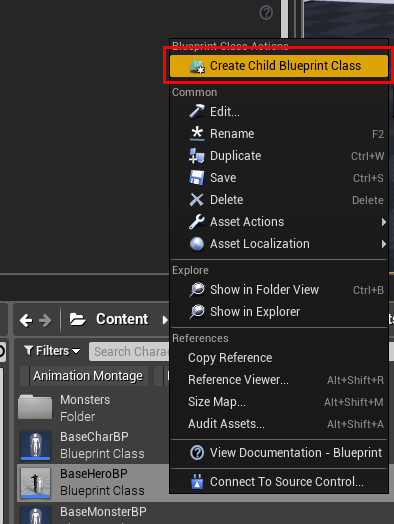 Blueprint Class Actions
Create Child Blueprint Class
Common
Edit...
Rename F2
Duplicate Ctrl+W
Save Ctrl+S
Delete Delete
Asset Actions
Asset Localization
Explore
Show in Folder View Ctrl+B
Show in Explorer
References
Copy Reference
Reference Viewer... Alt+Shift+R
Size Map... Alt+Shift+M
Audit Assets... Alt+Shift+A
View Documentation - Blueprint
Connect To Source Control...
Content
Filters
Search Chara
Animation Montage
Monsters
Folder
BaseCharBP
Blueprint Class
BaseHeroBP
Blueprint Class
BaseMonsterBP